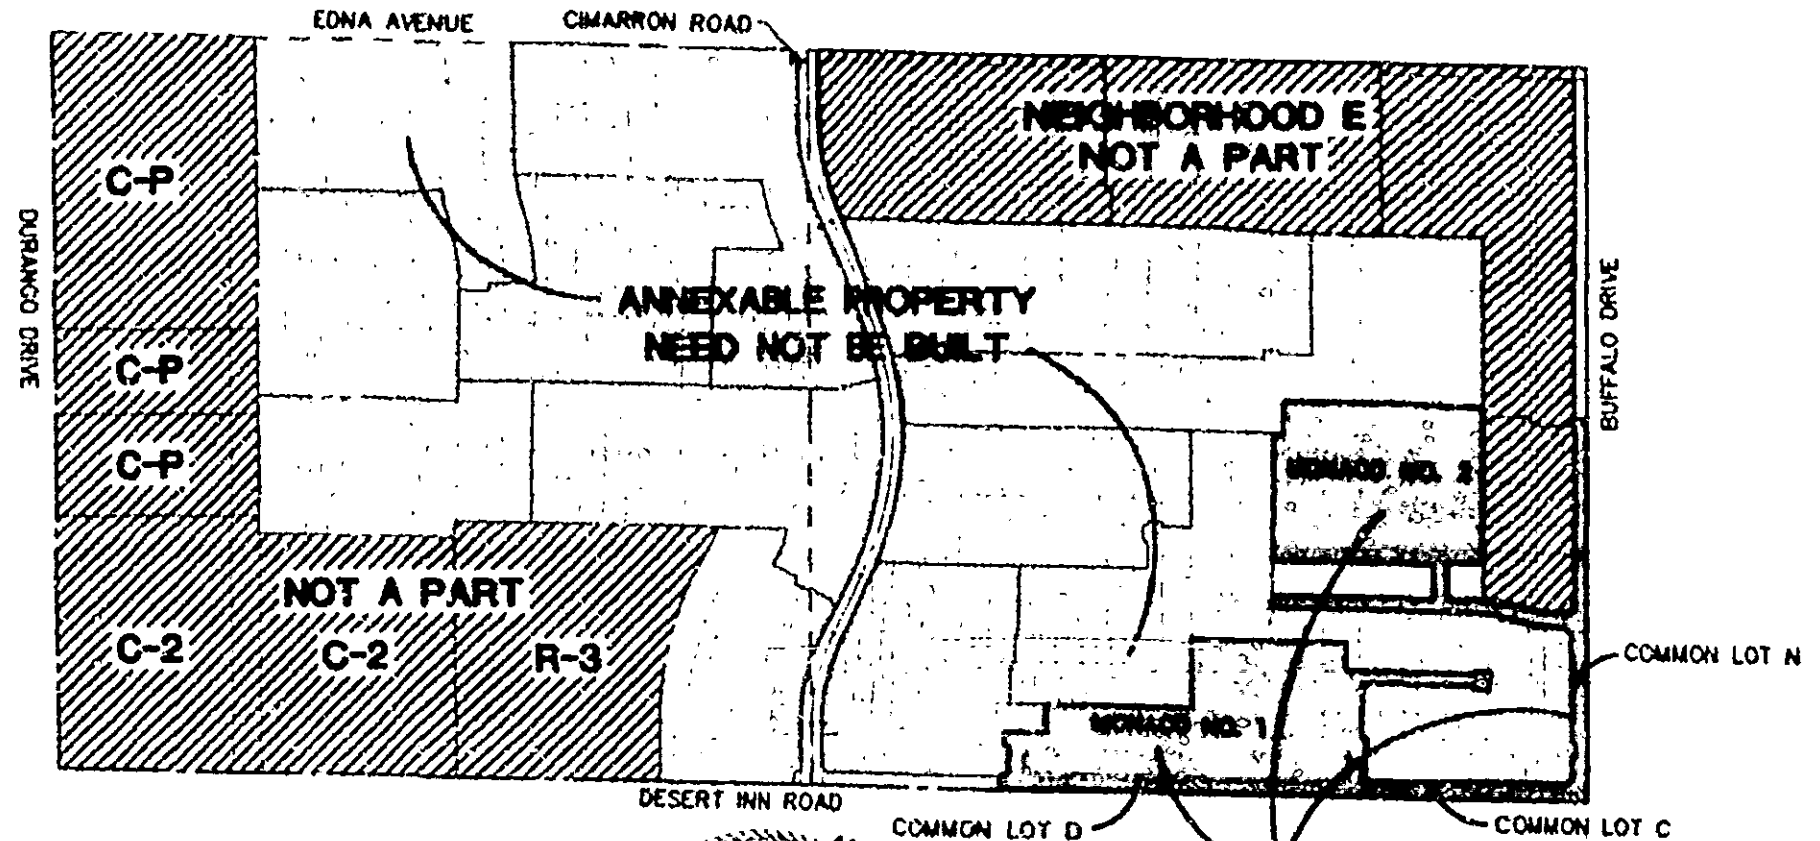 EDNA AVENUE
CIMARRON ROAD
NEIGHBORHOOD E
NOT A PART
C-P
DURANGO DRIVE
BUFFALO DRIVE
ANNEXABLE PROPERTY
NEED NOT BE BUILT
C-P
C-P
MONACO NO. 2
NOT A PART
C-2
C-2
R-3
COMMON LOT N
MONACO NO. 1
DESERT INN ROAD
COMMON LOT D
COMMON LOT C